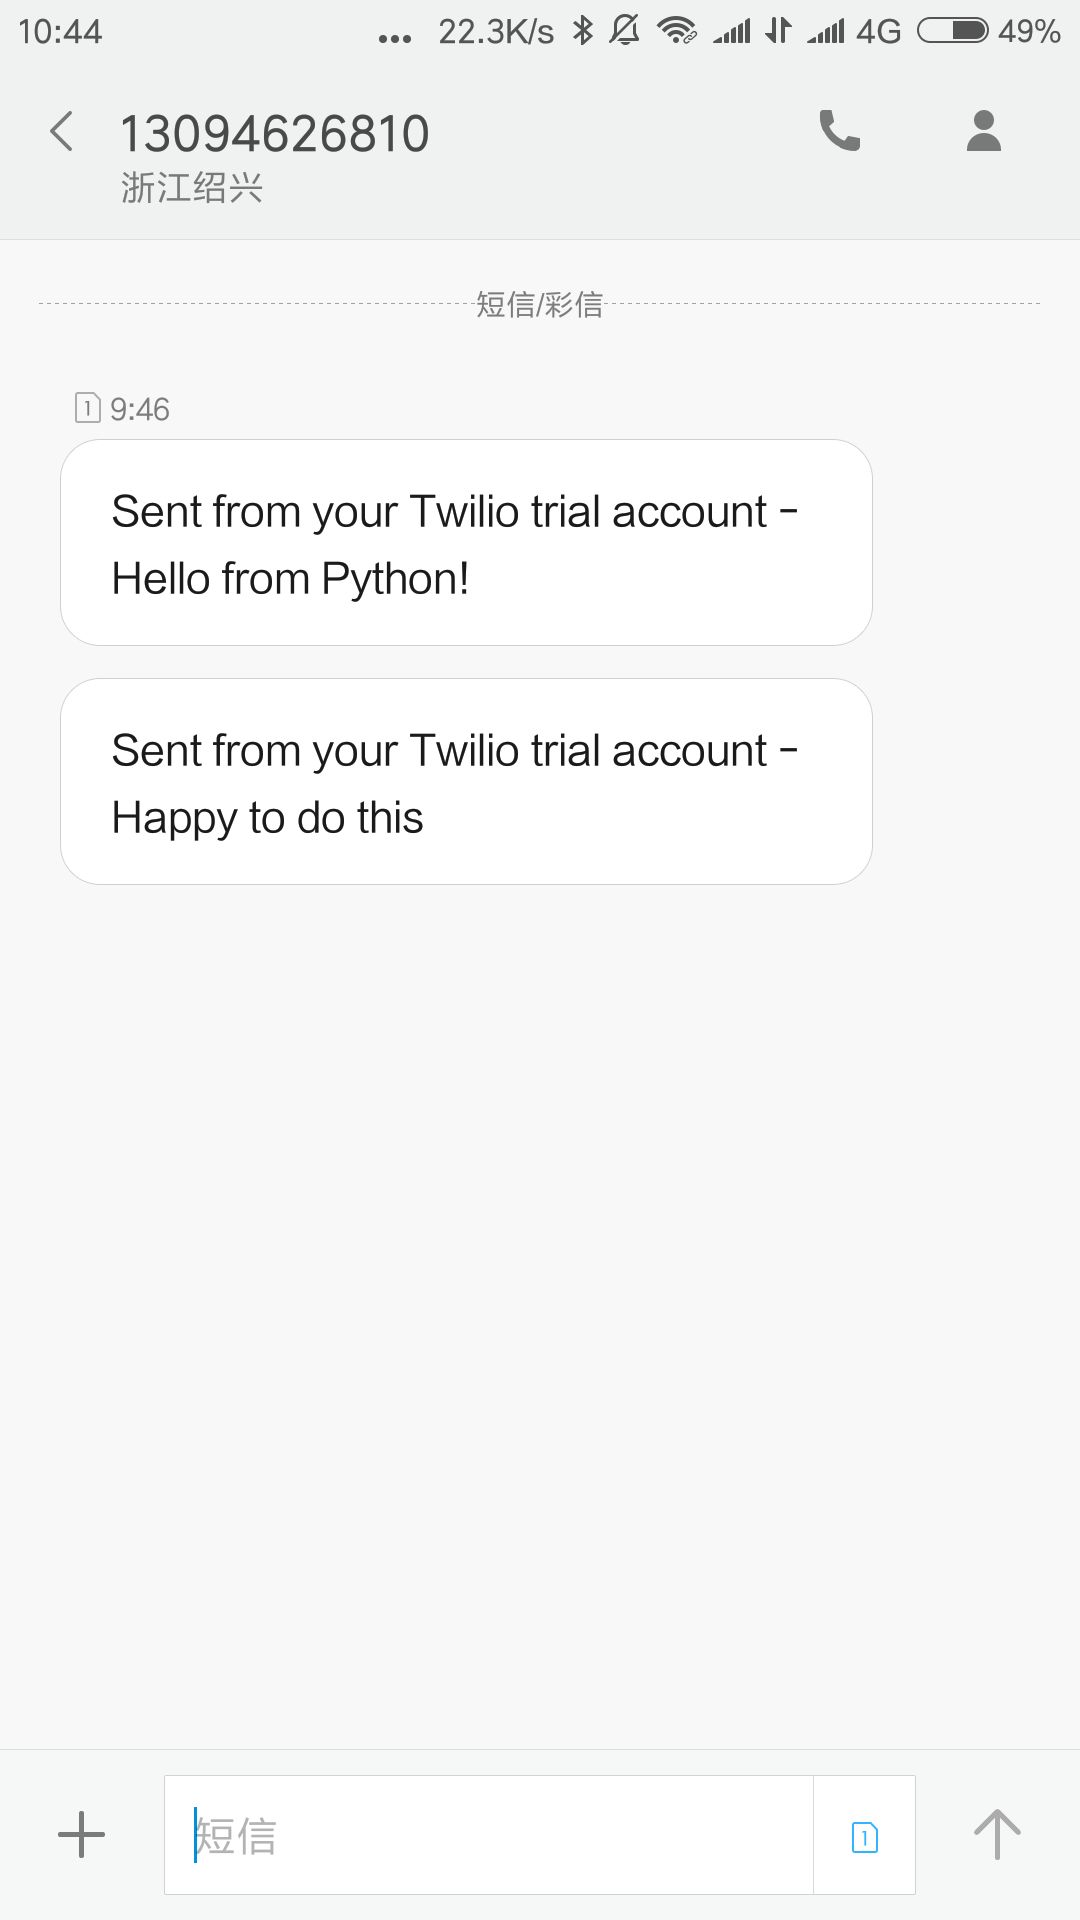 10:44 ... 22.3K/s 4G 49%
13094626810
浙江绍兴
短信/彩信
1 9:46
Sent from your Twilio trial account -
Hello from Python!
Sent from your Twilio trial account -
Happy to do this
短信 1